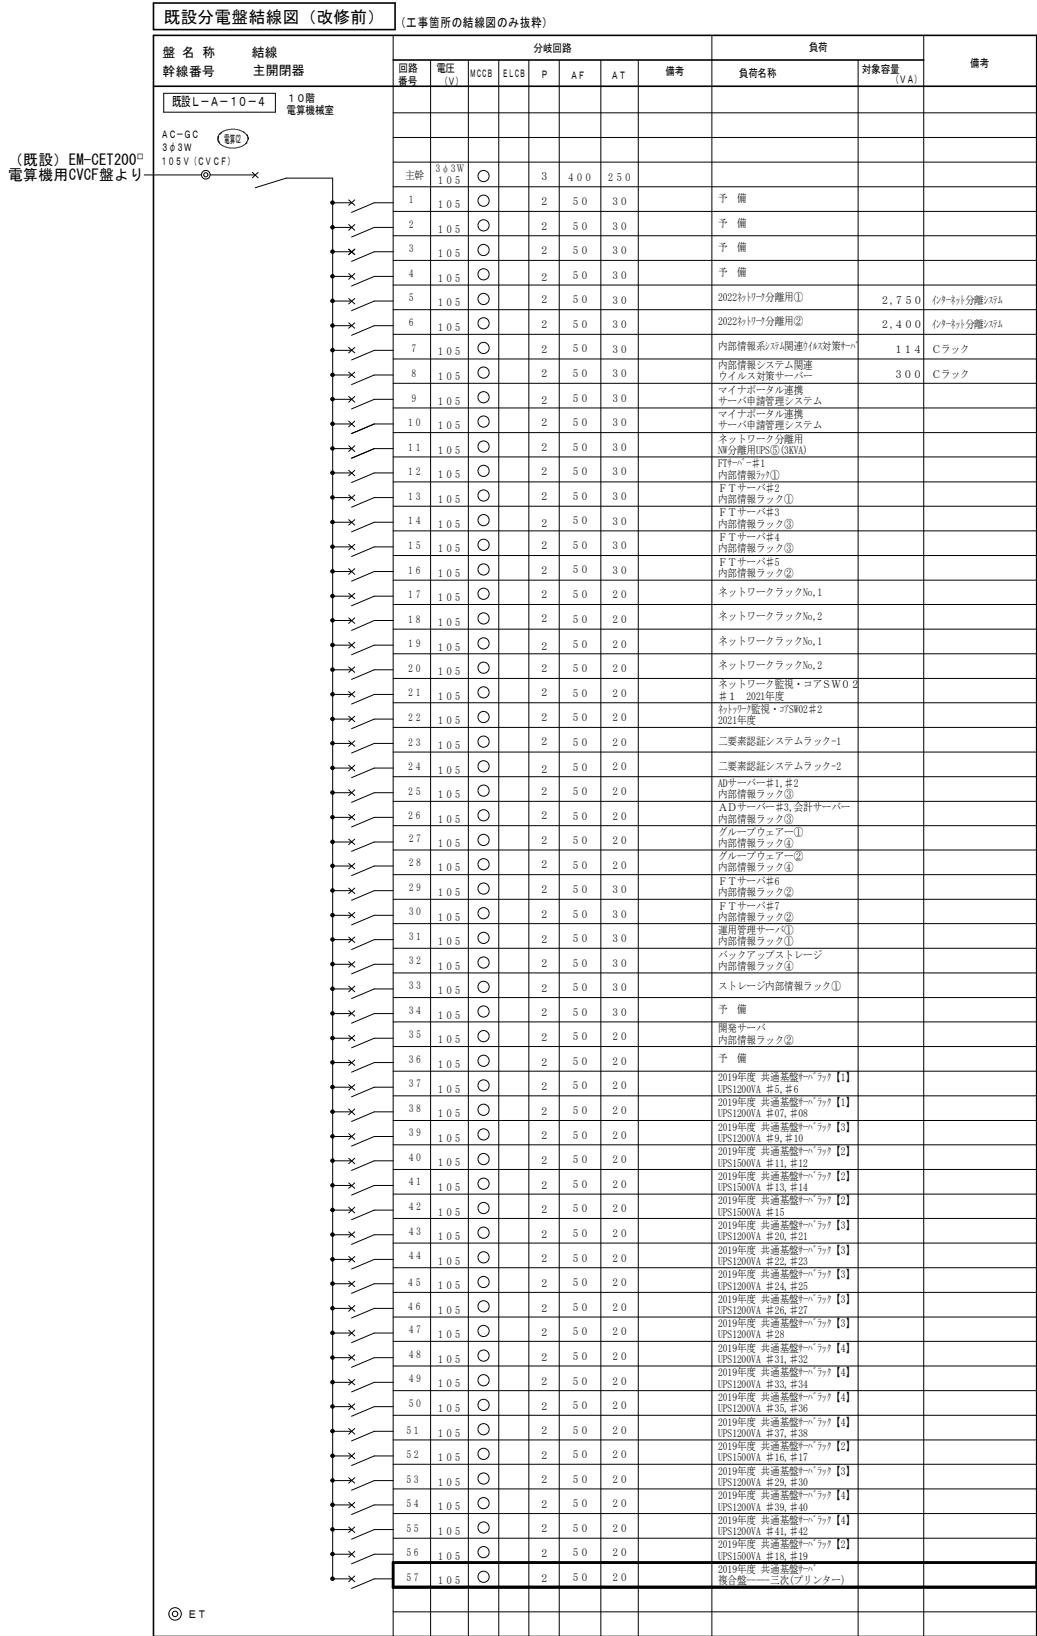 既設分電盤結線図（改修前）
(工事箇所の結線図のみ抜粋)
盤 名 称 結線 分岐回路 負荷 備考
幹線番号 主開閉器 回路番号 電圧(V) MCCB ELCB P AF AT 備考 負荷名称 対象容量(VA)
既設L-A-10-4 10階
電算機械室
AC-GC
3φ3W
105V(CVCF)
(既設) EM-CET200□
電算機用CVCF盤より
主幹 3φ3W 105 ○ 3 400 250
1 105 ○ 2 50 30 予 備
2 105 ○ 2 50 30 予 備
3 105 ○ 2 50 30 予 備
4 105 ○ 2 50 30 予 備
5 105 ○ 2 50 30 2022ﾈｯﾄﾜｰｸ分離用① 2,750 ｲﾝﾀｰﾈｯﾄ分離ｼｽﾃﾑ
6 105 ○ 2 50 30 2022ﾈｯﾄﾜｰｸ分離用② 2,400 ｲﾝﾀｰﾈｯﾄ分離ｼｽﾃﾑ
7 105 ○ 2 50 30 内部情報系ｼｽﾃﾑ関連ｳｲﾙｽ対策ｻｰﾊﾞ 114 Cラック
8 105 ○ 2 50 30 内部情報システム関連 ウイルス対策サーバー 300 Cラック
9 105 ○ 2 50 30 マイナポータル連携 サーバ申請管理システム
10 105 ○ 2 50 30 マイナポータル連携 サーバ申請管理システム
11 105 ○ 2 50 30 ネットワーク分離用 NW分離用UPS⑤(3KVA)
12 105 ○ 2 50 30 FTｻｰﾊﾞｰ#1 内部情報ﾗｯｸ①
13 105 ○ 2 50 30 FTサーバ#2 内部情報ラック①
14 105 ○ 2 50 30 FTサーバ#3 内部情報ラック③
15 105 ○ 2 50 30 FTサーバ#4 内部情報ラック③
16 105 ○ 2 50 30 FTサーバ#5 内部情報ラック②
17 105 ○ 2 50 20 ネットワークラックNo,1
18 105 ○ 2 50 20 ネットワークラックNo,2
19 105 ○ 2 50 20 ネットワークラックNo,1
20 105 ○ 2 50 20 ネットワークラックNo,2
21 105 ○ 2 50 20 ネットワーク監視・コアSW02 #1 2021年度
22 105 ○ 2 50 20 ﾈｯﾄﾜｰｸ監視・ｺｱSW02#2 2021年度
23 105 ○ 2 50 20 二要素認証システムラック-1
24 105 ○ 2 50 20 二要素認証システムラック-2
25 105 ○ 2 50 20 ADサーバー#1,#2 内部情報ラック③
26 105 ○ 2 50 20 ADサーバー#3,会計サーバー 内部情報ラック③
27 105 ○ 2 50 20 グループウェアー① 内部情報ラック④
28 105 ○ 2 50 20 グループウェアー② 内部情報ラック④
29 105 ○ 2 50 30 FTサーバ#6 内部情報ラック②
30 105 ○ 2 50 30 FTサーバ#7 内部情報ラック②
31 105 ○ 2 50 30 運用管理サーバ① 内部情報ラック①
32 105 ○ 2 50 30 バックアップストレージ 内部情報ラック④
33 105 ○ 2 50 30 ストレージ内部情報ラック①
34 105 ○ 2 50 30 予 備
35 105 ○ 2 50 20 開発サーバ 内部情報ラック②
36 105 ○ 2 50 20 予 備
37 105 ○ 2 50 20 2019年度 共通基盤ｻｰﾊﾞﾗｯｸ【1】 UPS1200VA #5,#6
38 105 ○ 2 50 20 2019年度 共通基盤ｻｰﾊﾞﾗｯｸ【1】 UPS1200VA #07,#08
39 105 ○ 2 50 20 2019年度 共通基盤ｻｰﾊﾞﾗｯｸ【3】 UPS1200VA #9,#10
40 105 ○ 2 50 20 2019年度 共通基盤ｻｰﾊﾞﾗｯｸ【2】 UPS1500VA #11,#12
41 105 ○ 2 50 20 2019年度 共通基盤ｻｰﾊﾞﾗｯｸ【2】 UPS1500VA #13,#14
42 105 ○ 2 50 20 2019年度 共通基盤ｻｰﾊﾞﾗｯｸ【2】 UPS1500VA #15
43 105 ○ 2 50 20 2019年度 共通基盤ｻｰﾊﾞﾗｯｸ【3】 UPS1200VA #20,#21
44 105 ○ 2 50 20 2019年度 共通基盤ｻｰﾊﾞﾗｯｸ【3】 UPS1200VA #22,#23
45 105 ○ 2 50 20 2019年度 共通基盤ｻｰﾊﾞﾗｯｸ【3】 UPS1200VA #24,#25
46 105 ○ 2 50 20 2019年度 共通基盤ｻｰﾊﾞﾗｯｸ【3】 UPS1200VA #26,#27
47 105 ○ 2 50 20 2019年度 共通基盤ｻｰﾊﾞﾗｯｸ【3】 UPS1200VA #28
48 105 ○ 2 50 20 2019年度 共通基盤ｻｰﾊﾞﾗｯｸ【4】 UPS1200VA #31,#32
49 105 ○ 2 50 20 2019年度 共通基盤ｻｰﾊﾞﾗｯｸ【4】 UPS1200VA #33,#34
50 105 ○ 2 50 20 2019年度 共通基盤ｻｰﾊﾞﾗｯｸ【4】 UPS1200VA #35,#36
51 105 ○ 2 50 20 2019年度 共通基盤ｻｰﾊﾞﾗｯｸ【4】 UPS1200VA #37,#38
52 105 ○ 2 50 20 2019年度 共通基盤ｻｰﾊﾞﾗｯｸ【2】 UPS1500VA #16,#17
53 105 ○ 2 50 20 2019年度 共通基盤ｻｰﾊﾞﾗｯｸ【3】 UPS1200VA #29,#30
54 105 ○ 2 50 20 2019年度 共通基盤ｻｰﾊﾞﾗｯｸ【4】 UPS1200VA #39,#40
55 105 ○ 2 50 20 2019年度 共通基盤ｻｰﾊﾞﾗｯｸ【4】 UPS1200VA #41,#42
56 105 ○ 2 50 20 2019年度 共通基盤ｻｰﾊﾞﾗｯｸ【2】 UPS1500VA #18,#19
57 105 ○ 2 50 20 2019年度 共通基盤ｻｰﾊﾞ 複合盤――三次(プリンター)
◎ ET